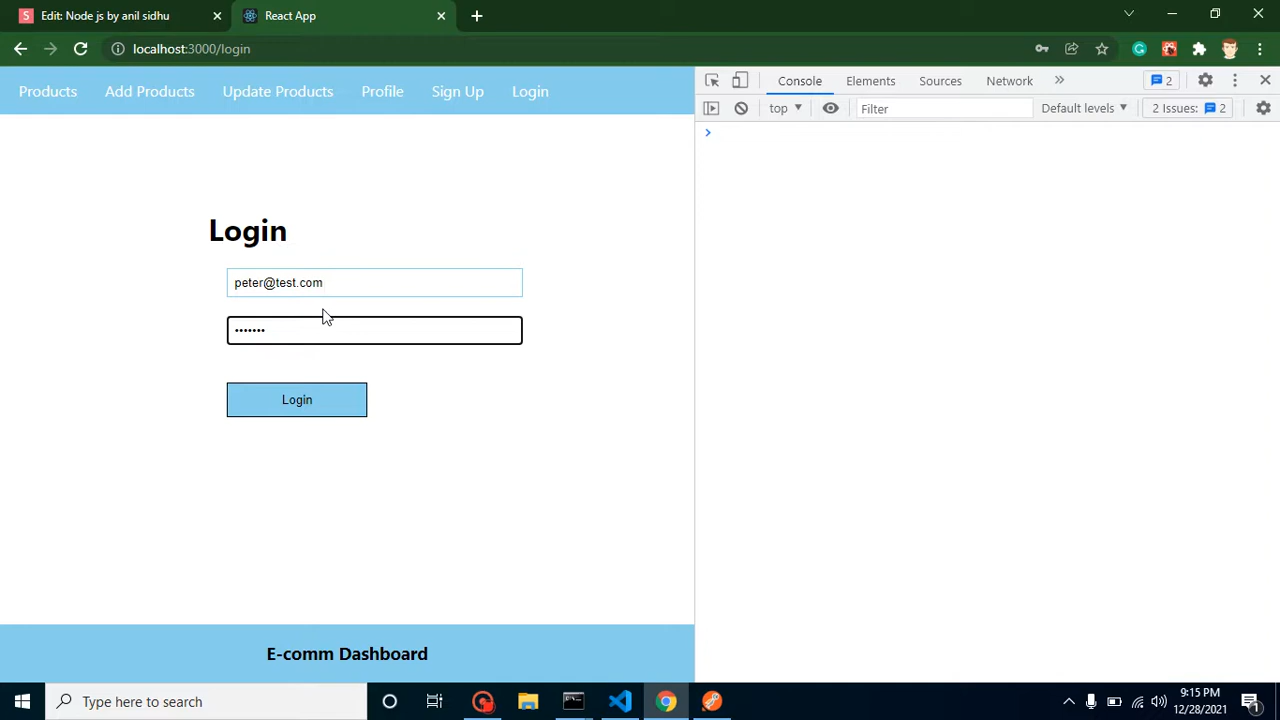 Edit: Node js by anil sidhu
React App
localhost:3000/login
Products Add Products Update Products Profile Sign Up Login
Console Elements Sources Network 2
top Filter Default levels 2 Issues: 2
Login
peter@test.com
•••••••
Login
E-comm Dashboard
Type here to search
9:15 PM
12/28/2021
1